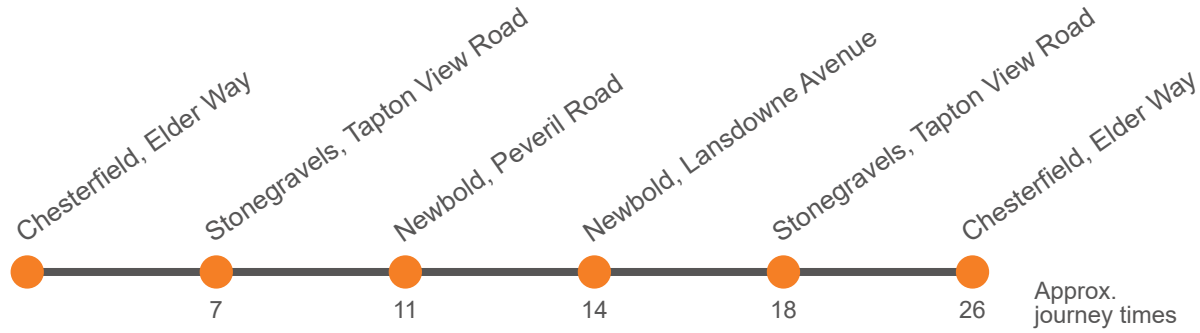 Chesterfield, Elder Way
Stonegravels, Tapton View Road
Newbold, Peveril Road
Newbold, Lansdowne Avenue
Stonegravels, Tapton View Road
Chesterfield, Elder Way
7
11
14
18
26
Approx.
journey times